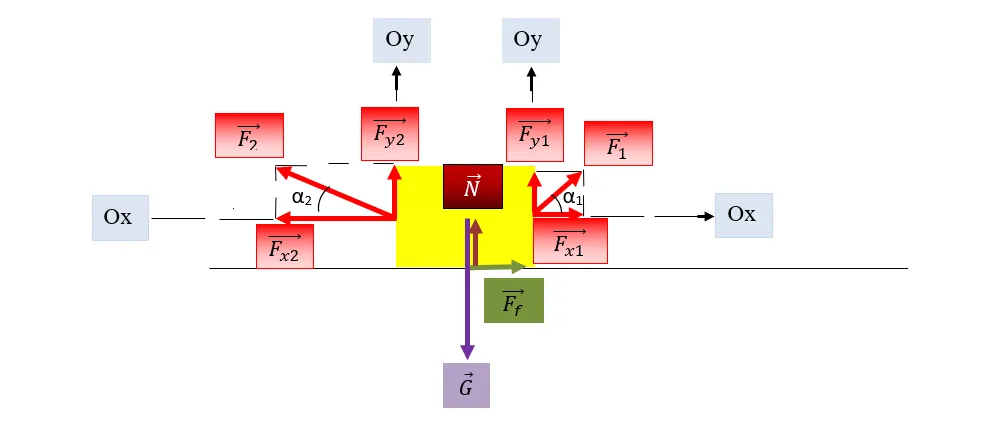 Oy Oy
F₂ Fy2 Fy1 F₁
N
α₂ α₁
Ox Ox
Fx2 Fx1
Ff
G